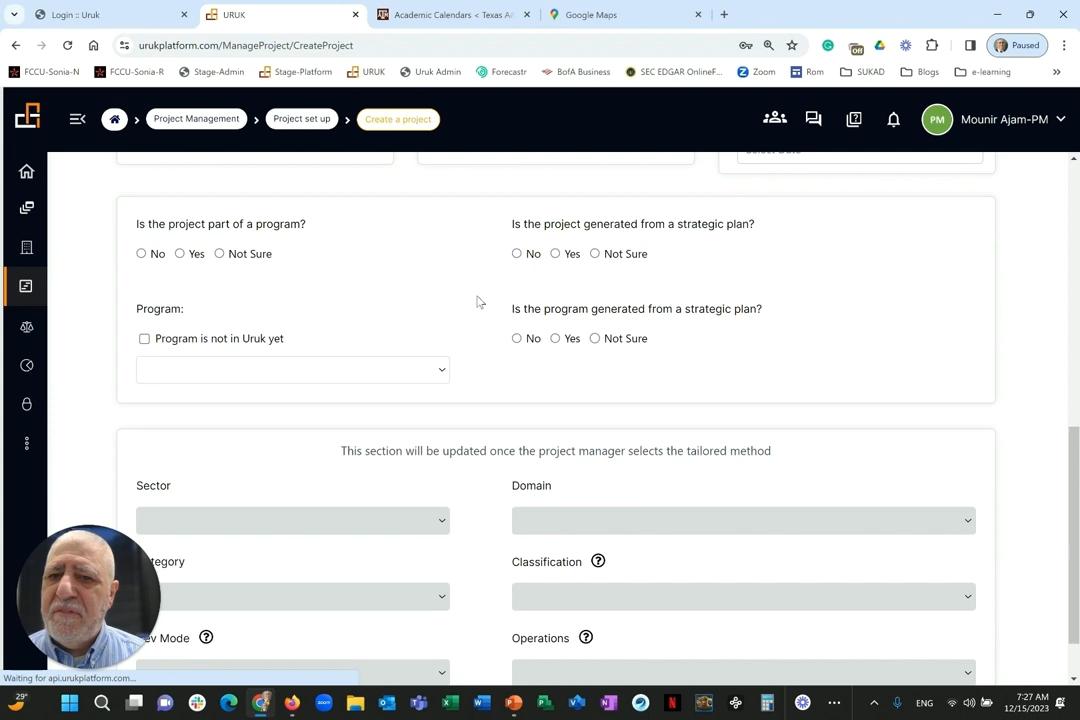 Login :: Uruk
URUK
Academic Calendars < Texas A&
Google Maps
urukplatform.com/ManageProject/CreateProject
Off
Paused
FCCU-Sonia-N
FCCU-Sonia-R
Stage-Admin
Stage-Platform
URUK
Uruk Admin
Forecastr
BofA Business
SEC EDGAR OnlineF...
Zoom
Rom
SUKAD
Blogs
e-learning
Project Management
Project set up
Create a project
PM
Mounir Ajam-PM
Is the project part of a program?
No
Yes
Not Sure
Is the project generated from a strategic plan?
No
Yes
Not Sure
Program:
Program is not in Uruk yet
Is the program generated from a strategic plan?
No
Yes
Not Sure
This section will be updated once the project manager selects the tailored method
Sector
Domain
tegory
Classification
ev Mode
Operations
Waiting for api.urukplatform.com...
29°
zoom
ENG
7:27 AM
12/15/2023